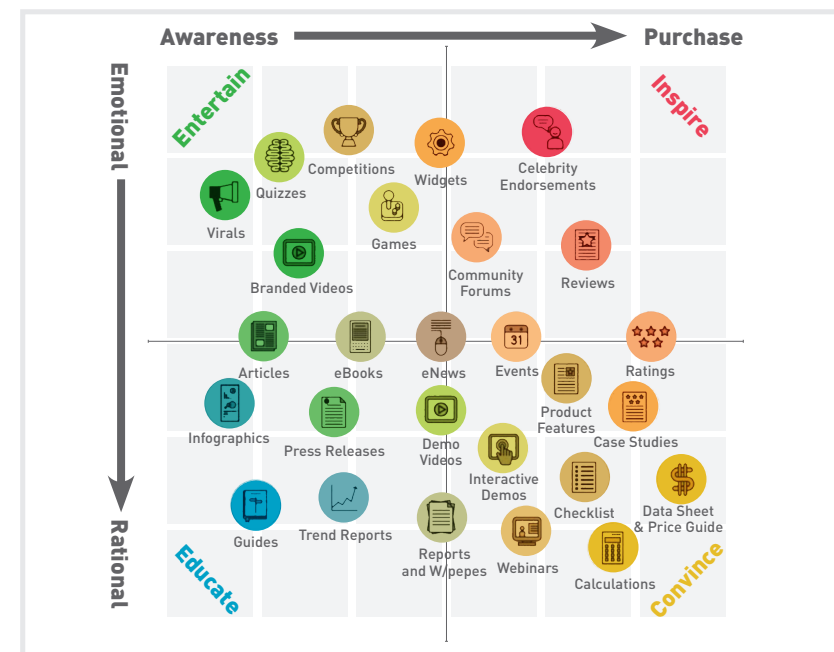 Awareness
Purchase
Emotional
Entertain
Inspire
Competitions
Widgets
Celebrity
Endorsements
Quizzes
Virals
Games
Community
Forums
Reviews
Branded Videos
31
Articles
eBooks
eNews
Events
Ratings
Product
Features
Infographics
Press Releases
Demo
Videos
Case Studies
Interactive
Demos
Checklist
Data Sheet
& Price Guide
Guides
Trend Reports
Reports
and W/pepes
Webinars
Calculations
Rational
Educate
Convince